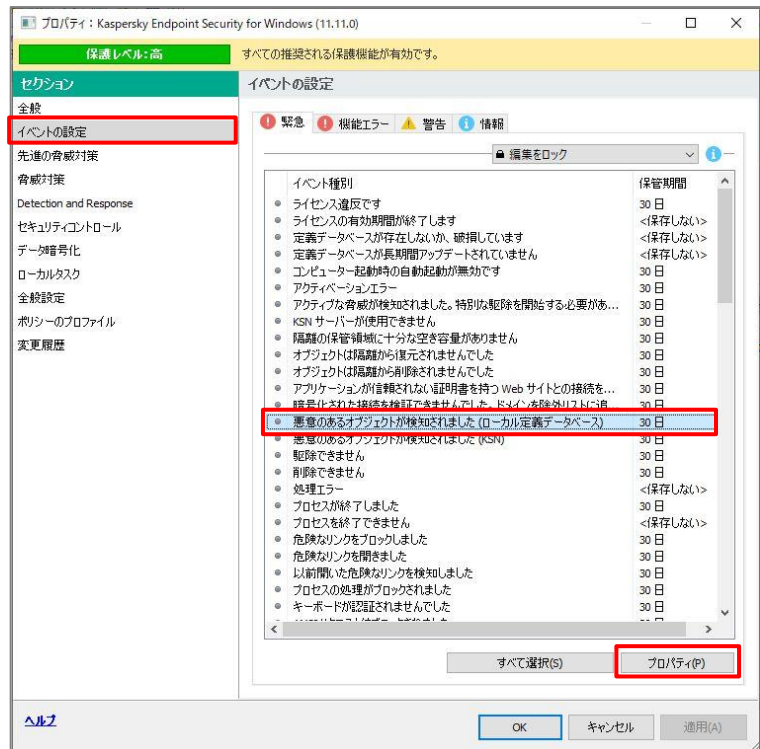 プロパティ：Kaspersky Endpoint Security for Windows (11.11.0)
保護レベル：高
すべての推奨される保護機能が有効です。
セクション
全般
イベントの設定
先進の脅威対策
脅威対策
Detection and Response
セキュリティコントロール
データ暗号化
ローカルタスク
全般設定
ポリシーのプロファイル
変更履歴
イベントの設定
緊急 機能エラー 警告 情報
編集をロック
イベント種別 保管期間
ライセンス違反です 30 日
ライセンスの有効期間が終了します <保存しない>
定義データベースが存在しないか、破損しています <保存しない>
定義データベースが長期間アップデートされていません <保存しない>
コンピューター起動時の自動起動が無効です 30 日
アクティベーションエラー 30 日
アクティブな脅威が検知されました。特別な駆除を開始する必要があ... 30 日
KSN サーバーが使用できません 30 日
隔離の保管領域に十分な空き容量がありません 30 日
オブジェクトは隔離から復元されませんでした 30 日
オブジェクトは隔離から削除されませんでした 30 日
アプリケーションが信頼されない証明書を持つ Web サイトとの接続を... 30 日
暗号化された接続を検証できませんでした。ドメインを除外リストに追... 30 日
悪意のあるオブジェクトが検知されました (ローカル定義データベース) 30 日
悪意のあるオブジェクトが検知されました (KSN) 30 日
駆除できません 30 日
削除できません 30 日
処理エラー <保存しない>
プロセスが終了しました 30 日
プロセスを終了できません <保存しない>
危険なリンクをブロックしました 30 日
危険なリンクを開きました 30 日
以前開いた危険なリンクを検知しました 30 日
プロセスの処理がブロックされました 30 日
キーボードが認証されませんでした 30 日
すべて選択(S) プロパティ(P)
ヘルプ
OK キャンセル 適用(A)